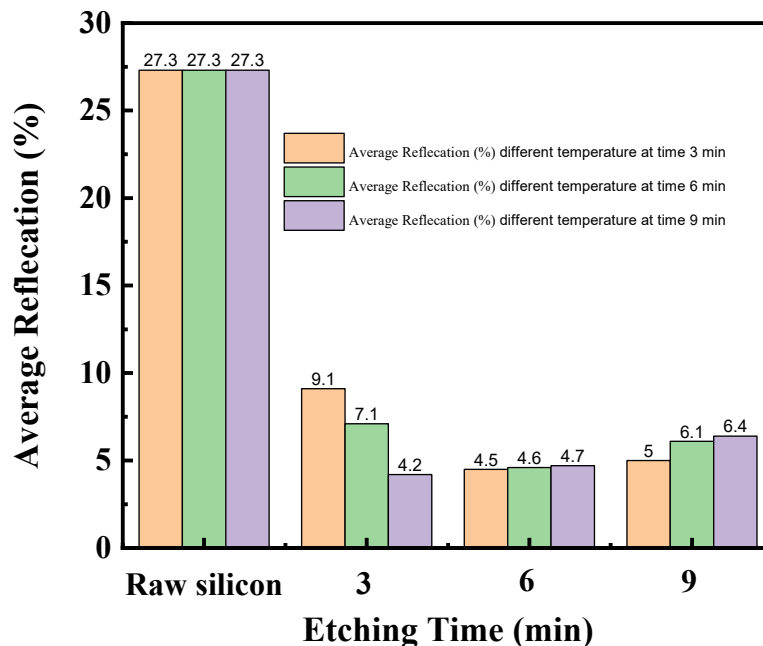 30
25
20
15
10
5
0
Average Reflection (%)
27.3 27.3 27.3
Average Reflecation (%) different temperature at time 3 min
Average Reflecation (%) different temperature at time 6 min
Average Reflecation (%) different temperature at time 9 min
9.1
7.1
4.2
4.5 4.6 4.7
5
6.1 6.4
Raw silicon 3 6 9
Etching Time (min)